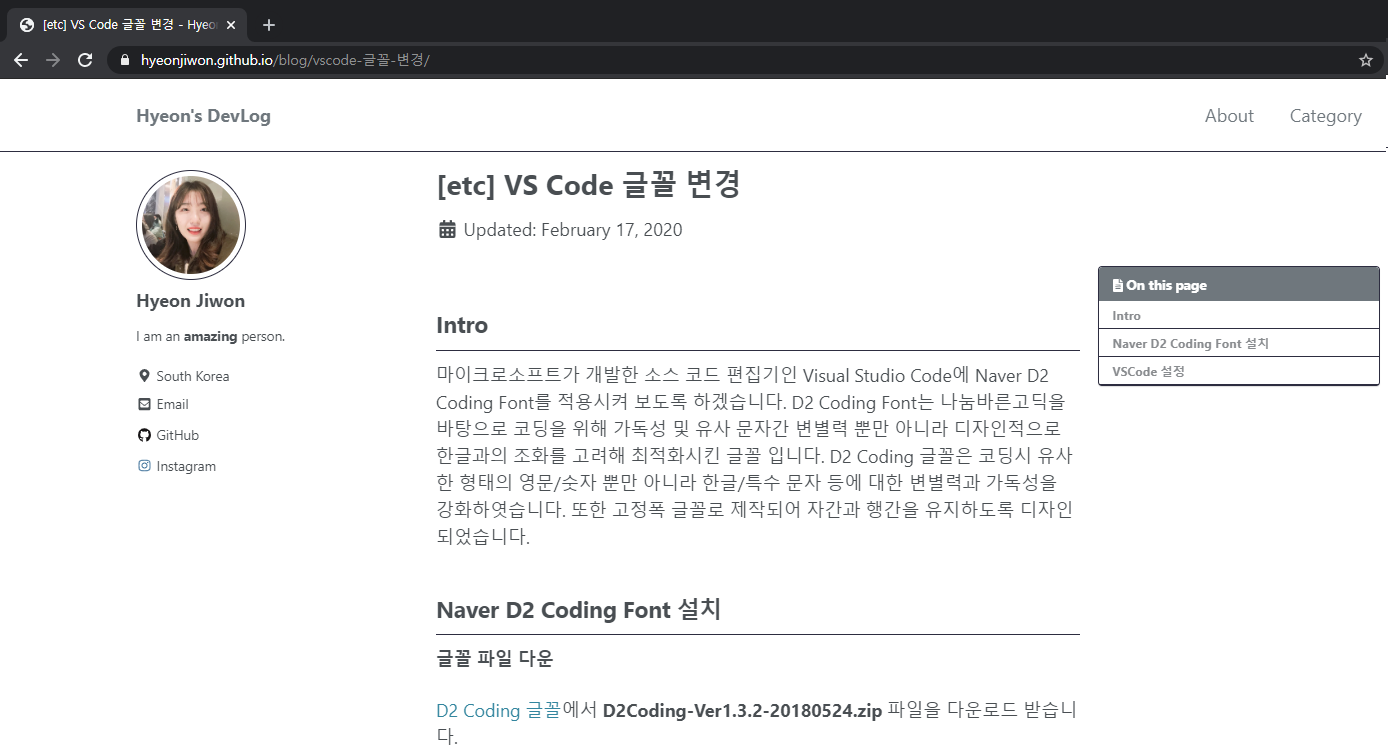 [etc] VS Code 글꼴 변경 - Hyeo
hyeonjiwon.github.io/blog/vscode-글꼴-변경/
Hyeon's DevLog
About
Category
Hyeon Jiwon
I am an amazing person.
South Korea
Email
GitHub
Instagram
[etc] VS Code 글꼴 변경
Updated: February 17, 2020
Intro
마이크로소프트가 개발한 소스 코드 편집기인 Visual Studio Code에 Naver D2
Coding Font를 적용시켜 보도록 하겠습니다. D2 Coding Font는 나눔바른고딕을
바탕으로 코딩을 위해 가독성 및 유사 문자간 변별력 뿐만 아니라 디자인적으로
한글과의 조화를 고려해 최적화시킨 글꼴 입니다. D2 Coding 글꼴은 코딩시 유사
한 형태의 영문/숫자 뿐만 아니라 한글/특수 문자 등에 대한 변별력과 가독성을
강화하엿습니다. 또한 고정폭 글꼴로 제작되어 자간과 행간을 유지하도록 디자인
되었습니다.
Naver D2 Coding Font 설치
글꼴 파일 다운
D2 Coding 글꼴에서 D2Coding-Ver1.3.2-20180524.zip 파일을 다운로드 받습니
다.
On this page
Intro
Naver D2 Coding Font 설치
VSCode 설정